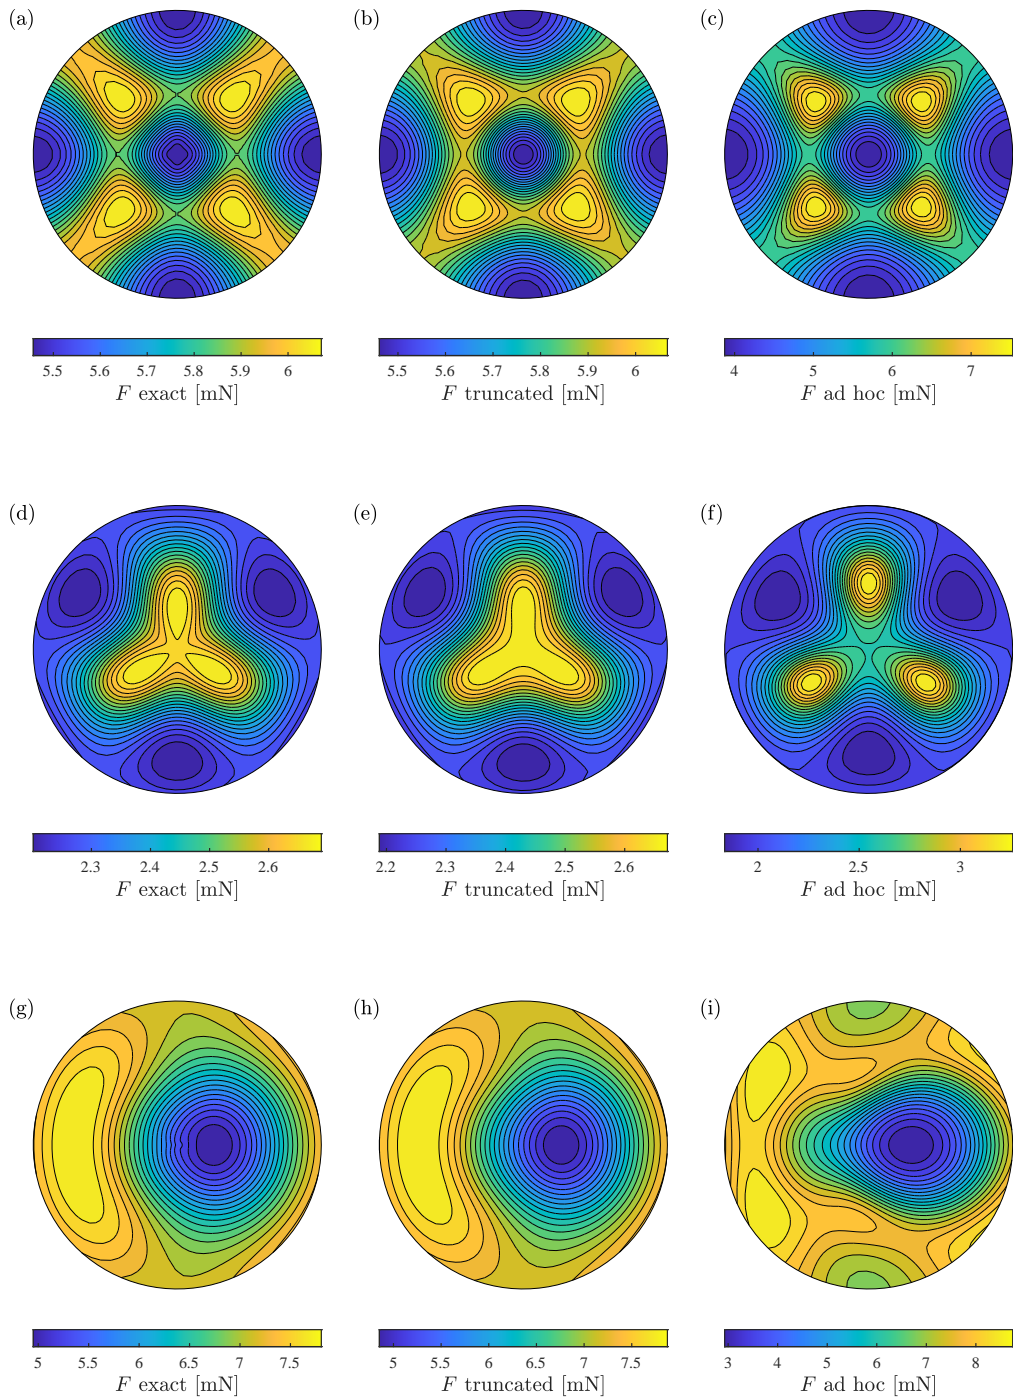 (a) (b) (c)
5.5 5.6 5.7 5.8 5.9 6 5.5 5.6 5.7 5.8 5.9 6 4 5 6 7
F exact [mN] F truncated [mN] F ad hoc [mN]
(d) (e) (f)
2.3 2.4 2.5 2.6 2.2 2.3 2.4 2.5 2.6 2 2.5 3
F exact [mN] F truncated [mN] F ad hoc [mN]
(g) (h) (i)
5 5.5 6 6.5 7 7.5 5 5.5 6 6.5 7 7.5 3 4 5 6 7 8
F exact [mN] F truncated [mN] F ad hoc [mN]